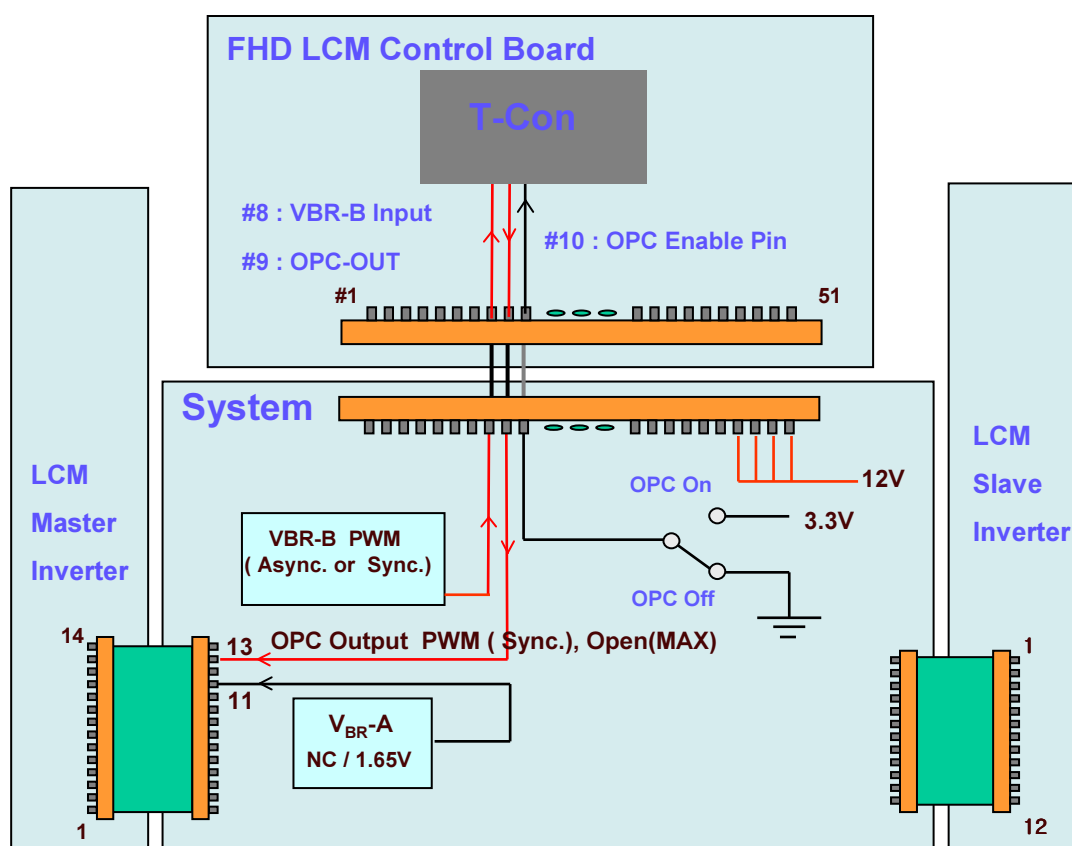 FHD LCM Control Board
T-Con
#8 : VBR-B Input
#9 : OPC-OUT
#10 : OPC Enable Pin
#1
51
System
LCM
Master
Inverter
LCM
Slave
Inverter
OPC On
12V
3.3V
VBR-B PWM
( Async. or Sync.)
OPC Off
14
13
OPC Output PWM ( Sync.), Open(MAX)
11
1
VBR-A
NC / 1.65V
1
12